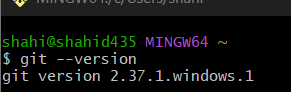 MINGW64:/c/Users/shahi
shahi@shahid435 MINGW64 ~
$ git --version
git version 2.37.1.windows.1